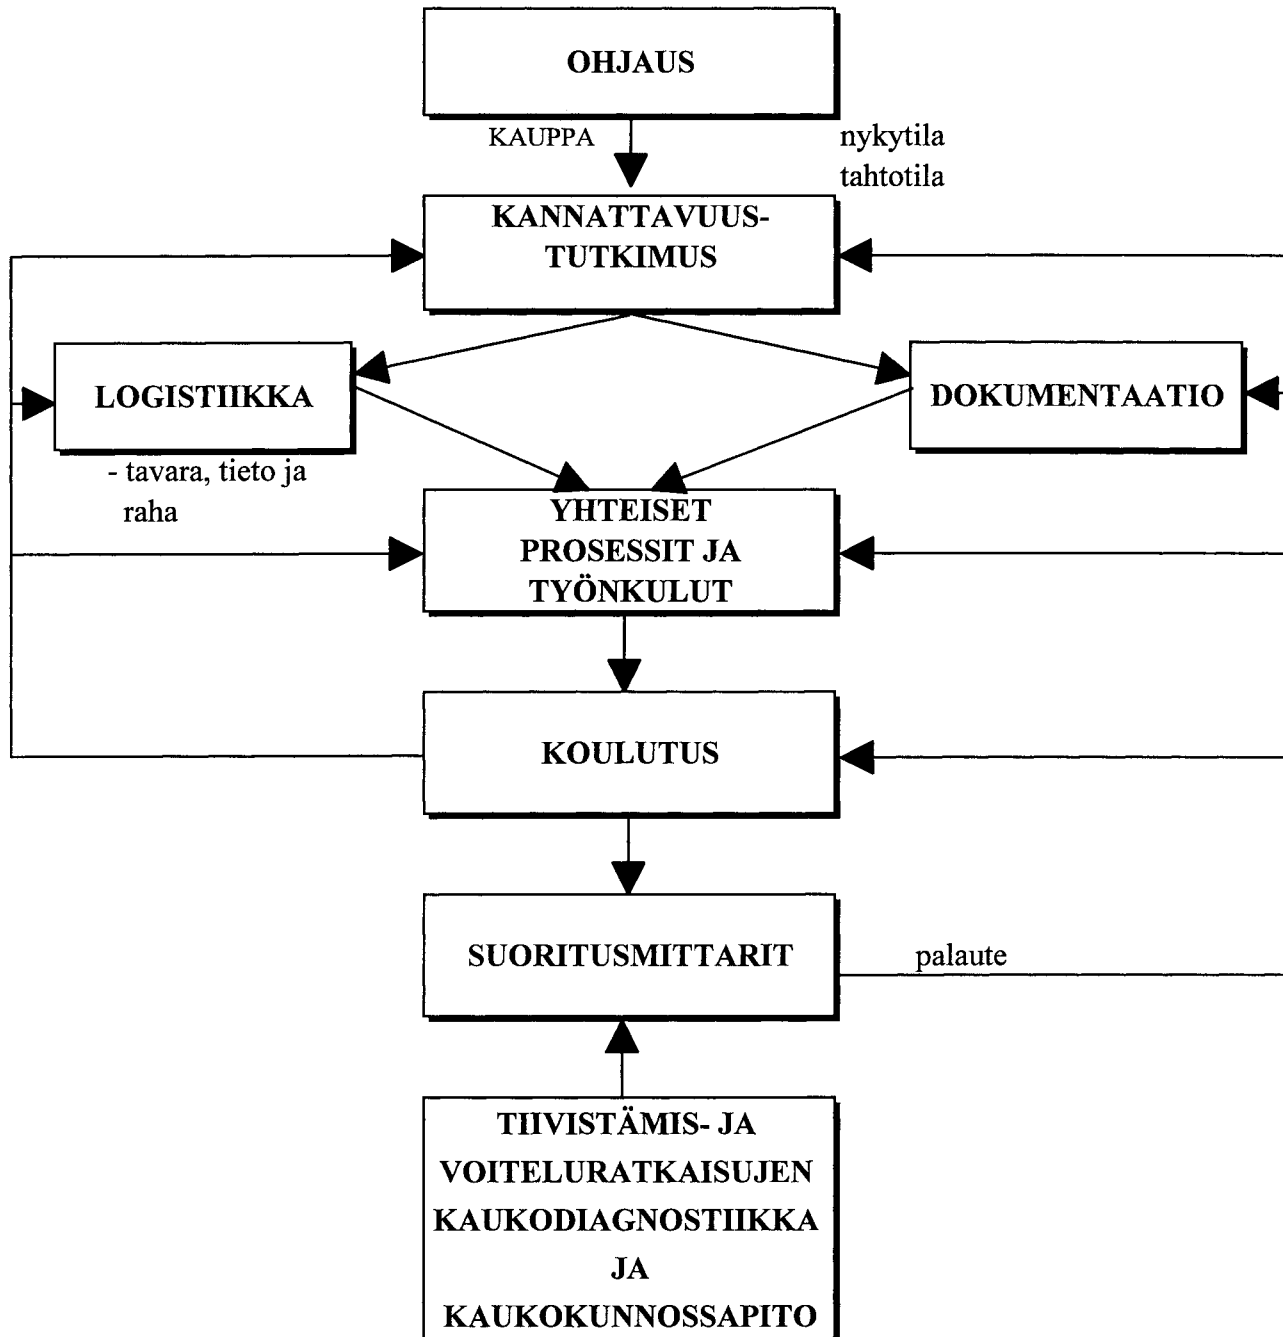 OHJAUS
KAUPPA
nykytila
tahtotila
KANNATTAVUUS-
TUTKIMUS
LOGISTIIKKA
DOKUMENTAATIO
- tavara, tieto ja
raha
YHTEISET
PROSESSIT JA
TYÖNKULUT
KOULUTUS
SUORITUSMITTARIT
palaute
TIIVISTÄMIS- JA
VOITELURATKAISUJEN
KAUKODIAGNOSTIIKKA
JA
KAUKOKUNNOSSAPITO